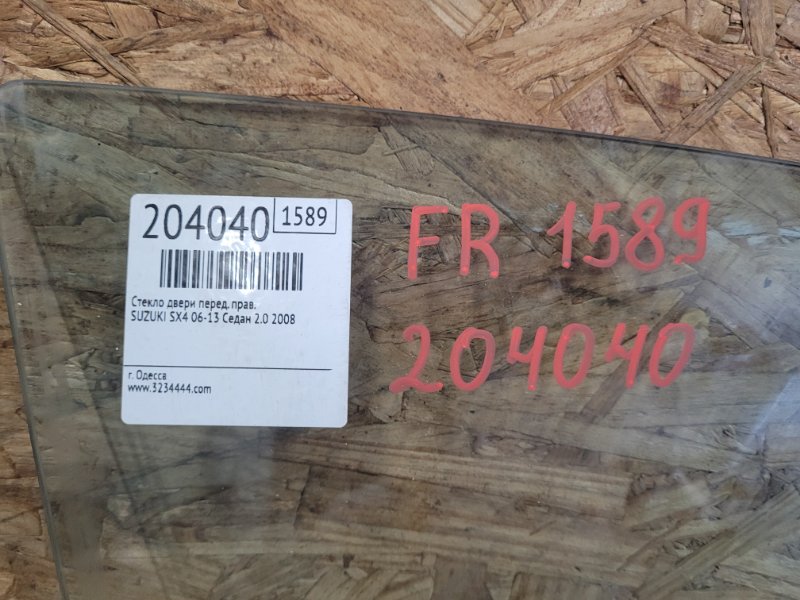 204040 1589
Стекло двери перед. прав.
SUZUKI SX4 06-13 Седан 2.0 2008
г. Одесса
www.3234444.com
FR 1589
204040